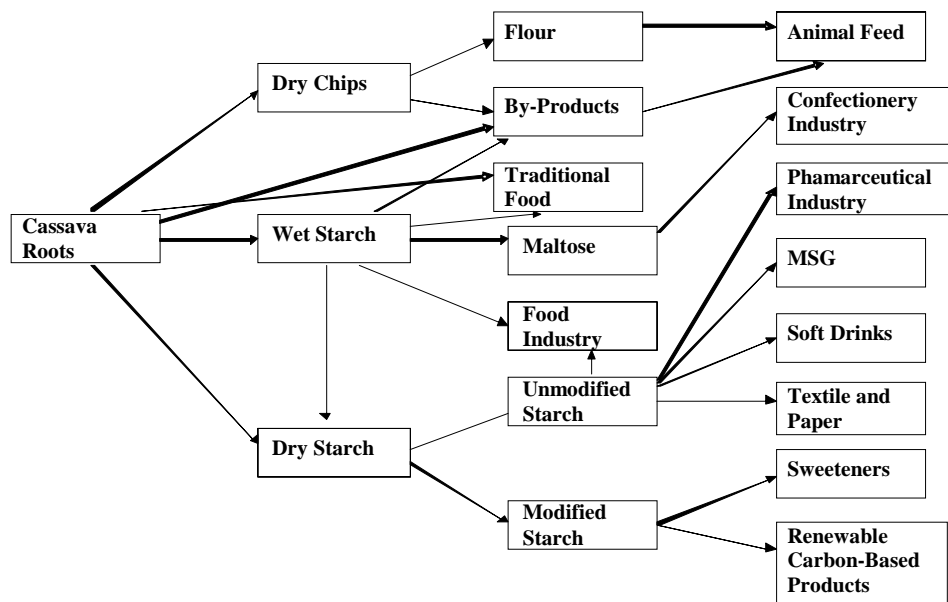 Flour
Animal Feed
Dry Chips
By-Products
Confectionery
Industry
Traditional
Food
Phamarceutical
Industry
Cassava
Roots
Wet Starch
Maltose
MSG
Food
Industry
Soft Drinks
Unmodified
Starch
Textile and
Paper
Dry Starch
Sweeteners
Modified
Starch
Renewable
Carbon-Based
Products